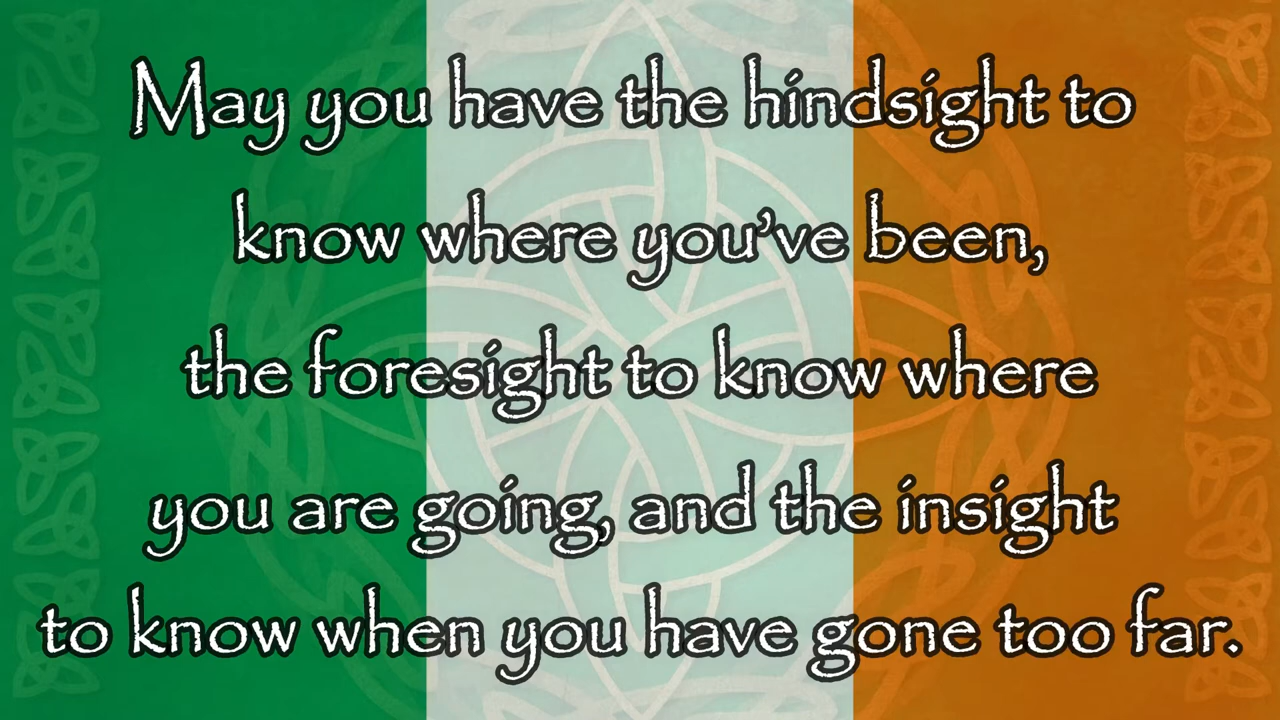 May you have the hindsight to
know where you’ve been,
the foresight to know where
you are going, and the insight
to know when you have gone too far.